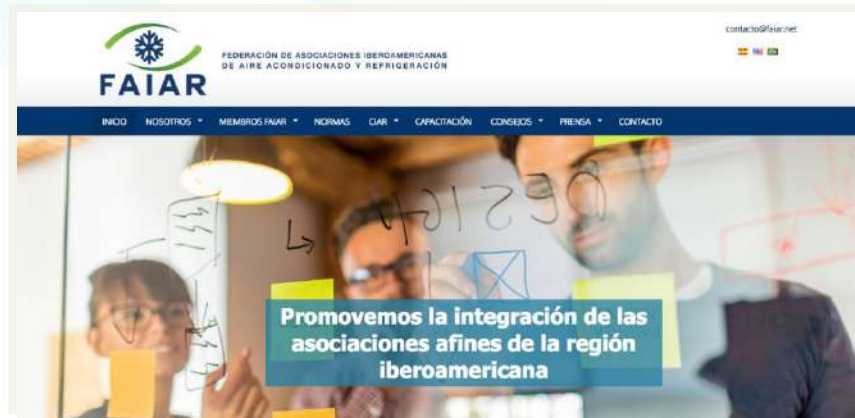 contacto@faiar.net
FAIAR
FEDERACIÓN DE ASOCIACIONES IBEROAMERICANAS
DE AIRE ACONDICIONADO Y REFRIGERACIÓN
INICIO NOSOTROS MIEMBROS FAIAR NORMAS CIAR CAPACITACIÓN CONSEJOS PRENSA CONTACTO
Promovemos la integración de las
asociaciones afines de la región
iberoamericana